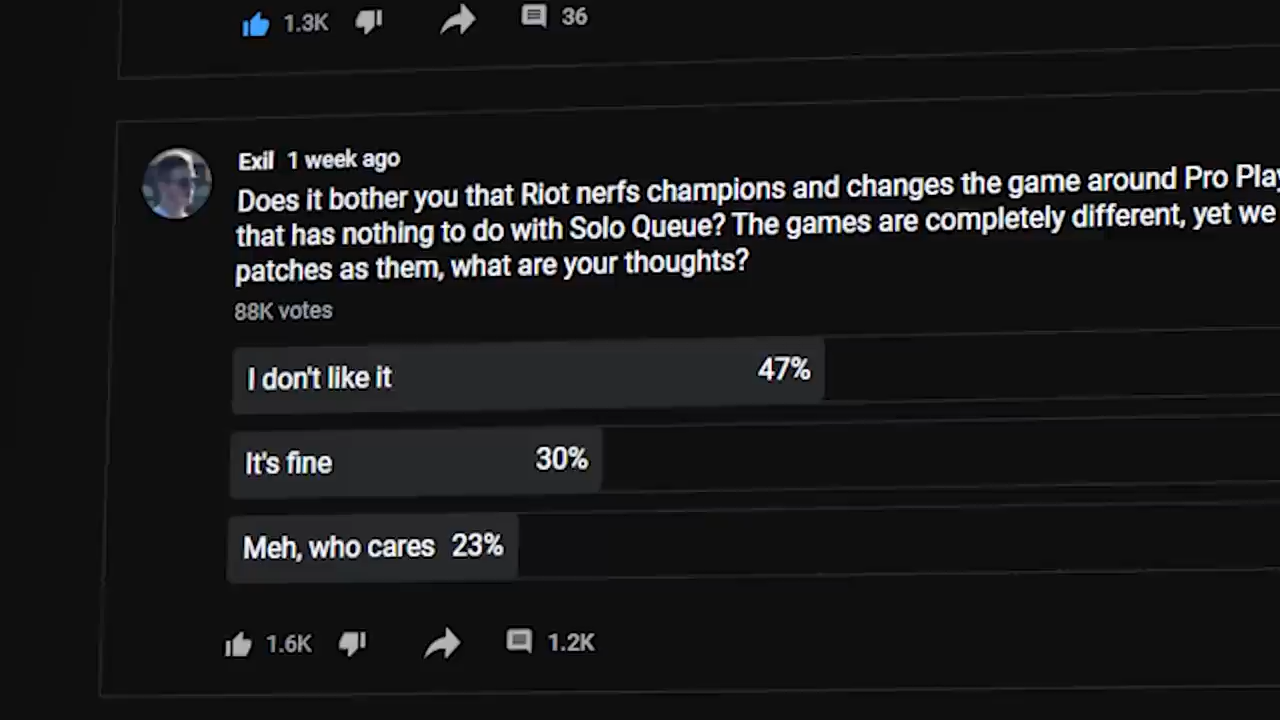 1.3K 36
Exil 1 week ago
Does it bother you that Riot nerfs champions and changes the game around Pro Play
that has nothing to do with Solo Queue? The games are completely different, yet we
patches as them, what are your thoughts?
88K votes
I don't like it 47%
It's fine 30%
Meh, who cares 23%
1.6K 1.2K